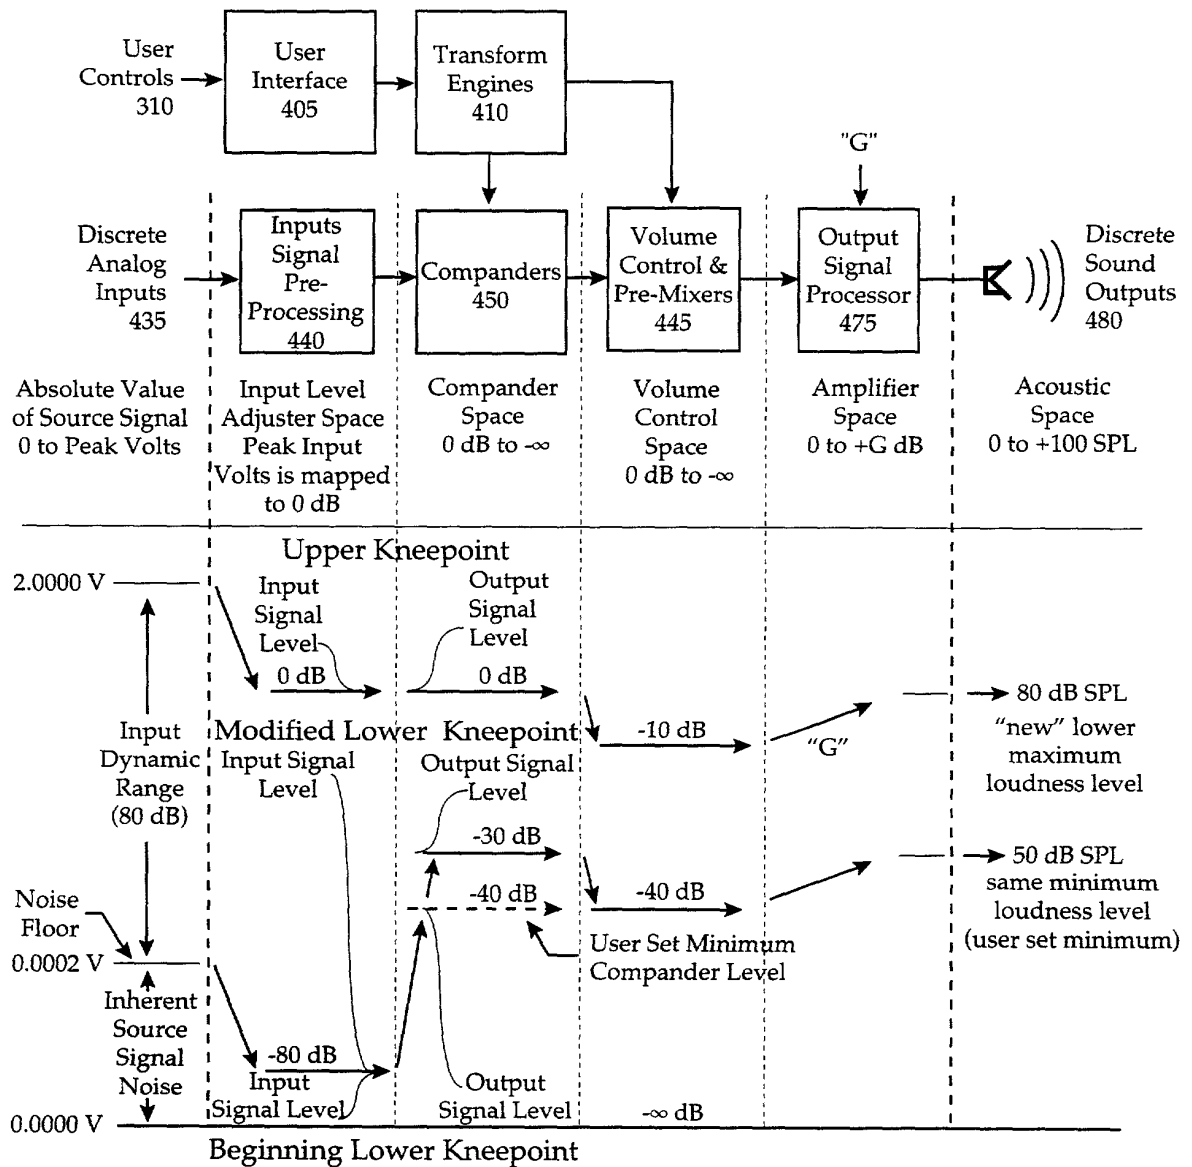 User
Controls
310
User
Interface
405
Transform
Engines
410
"G"
Discrete
Analog
Inputs
435
Inputs
Signal
Pre-
Processing
440
Companders
450
Volume
Control &
Pre-Mixers
445
Output
Signal
Processor
475
Discrete
Sound
Outputs
480
Absolute Value
of Source Signal
0 to Peak Volts
Input Level
Adjuster Space
Peak Input
Volts is mapped
to 0 dB
Compander
Space
0 dB to -∞
Volume
Control
Space
0 dB to -∞
Amplifier
Space
0 to +G dB
Acoustic
Space
0 to +100 SPL
Upper Kneepoint
2.0000 V
Input
Signal
Level
0 dB
Output
Signal
Level
0 dB
-10 dB
"G"
80 dB SPL
"new" lower
maximum
loudness level
Input
Dynamic
Range
(80 dB)
Modified Lower Kneepoint
Input Signal
Level
Output Signal
Level
-30 dB
-40 dB
-40 dB
50 dB SPL
same minimum
loudness level
(user set minimum)
User Set Minimum
Compander Level
Noise
Floor
0.0002 V
Inherent
Source
Signal
Noise
-80 dB
Input
Signal Level
Output
Signal Level
-∞ dB
0.0000 V
Beginning Lower Kneepoint